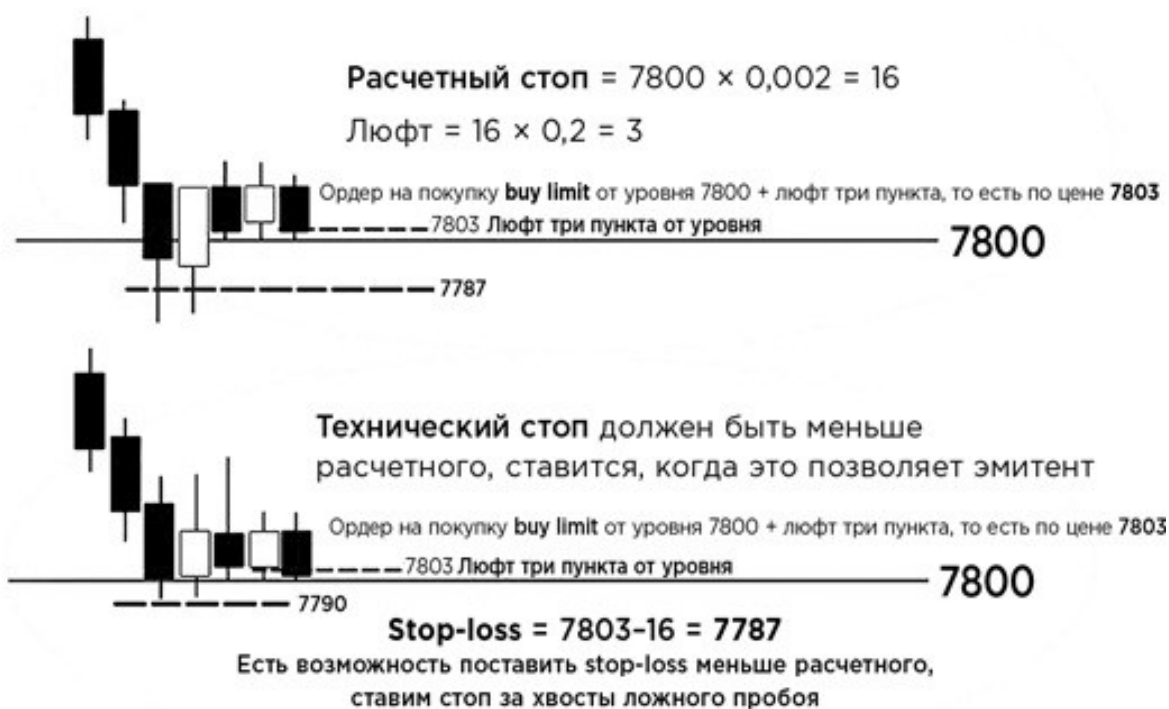 Расчетный стоп = 7800 × 0,002 = 16
Люфт = 16 × 0,2 = 3
Ордер на покупку buy limit от уровня 7800 + люфт три пункта, то есть по цене 7803
7803 Люфт три пункта от уровня
7800
7787
Технический стоп должен быть меньше
расчетного, ставится, когда это позволяет эмитент
Ордер на покупку buy limit от уровня 7800 + люфт три пункта, то есть по цене 7803
7803 Люфт три пункта от уровня
7800
7790
Stop-loss = 7803–16 = 7787
Есть возможность поставить stop-loss меньше расчетного,
ставим стоп за хвосты ложного пробоя